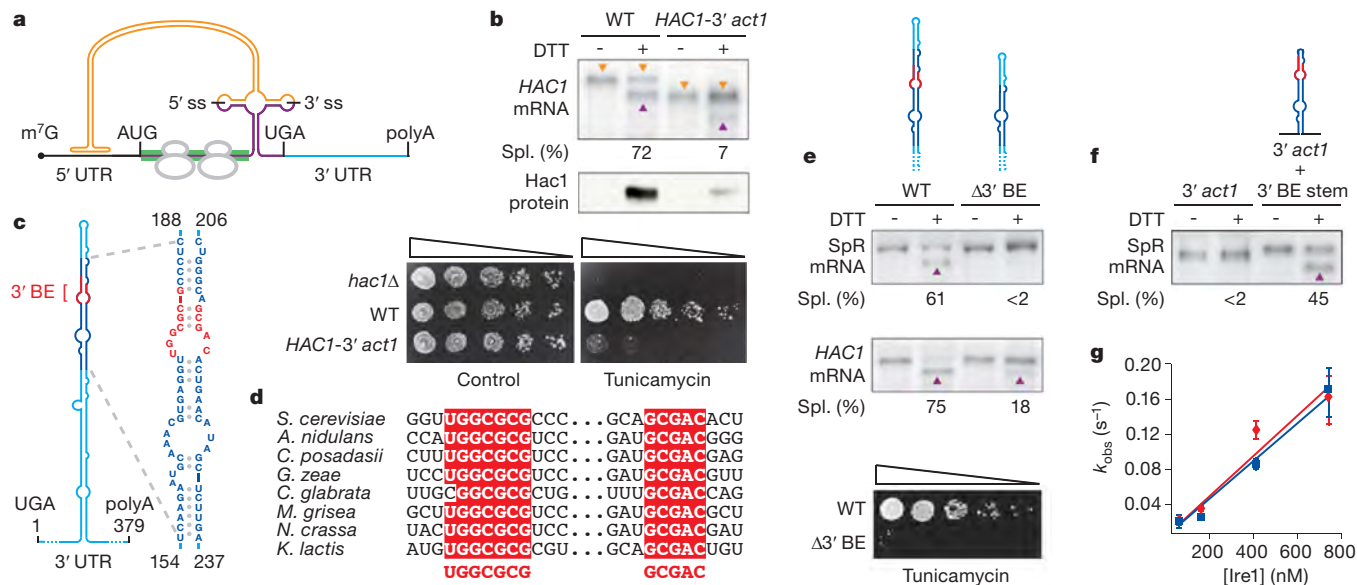 a
5′ ss
3′ ss
m⁷G
AUG
UGA
polyA
5′ UTR
3′ UTR
b
WT
HAC1-3′ act1
DTT
- + - +
HAC1
mRNA
Spl. (%)
72
7
Hac1
protein
hac1Δ
WT
HAC1-3′ act1
Control
Tunicamycin
c
188
206
3′ BE
UGA
1
polyA
379
3′ UTR
154
237
d
S. cerevisiae GGUUGGCGCGCCC...GCAGCGACACU
A. nidulans CCAUGGCGCGUCC...GAUGCGACGGG
C. posadasii CUUUGGCGCGUCC...GAUGCGACGAG
G. zeae UCCUGGCGCGUCC...GAUGCGACGUU
C. glabrata UUGCGGCGCGCUG...UUUGCGACCAG
M. grisea GCUUGGCGCGUCC...GAUGCGACGAG
N. crassa UACUGGCGCGUCC...GAUGCGACGAU
K. lactis AUGUGGCGCGCGU...GCAGCGACUGU
UGGCGCG GCGAC
e
WT
Δ3′ BE
DTT
- + - +
SpR
mRNA
Spl. (%)
61
<2
HAC1
mRNA
Spl. (%)
75
18
WT
Δ3′ BE
Tunicamycin
f
3′ act1
3′ act1
+
3′ BE stem
DTT
- + - +
SpR
mRNA
Spl. (%)
<2
45
g
kobs (s⁻¹)
0.20
0.16
0.12
0.08
0.04
200 400 600 800
[Ire1] (nM)